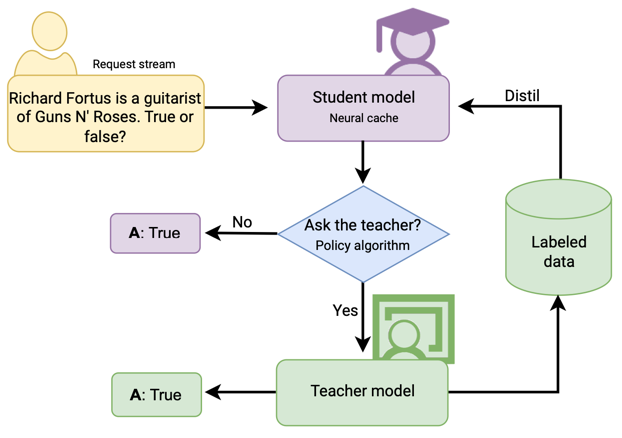 Request stream
Richard Fortus is a guitarist
of Guns N' Roses. True or
false?
Student model
Neural cache
Distil
Ask the teacher?
Policy algorithm
No
A: True
Labeled
data
Yes
Teacher model
A: True